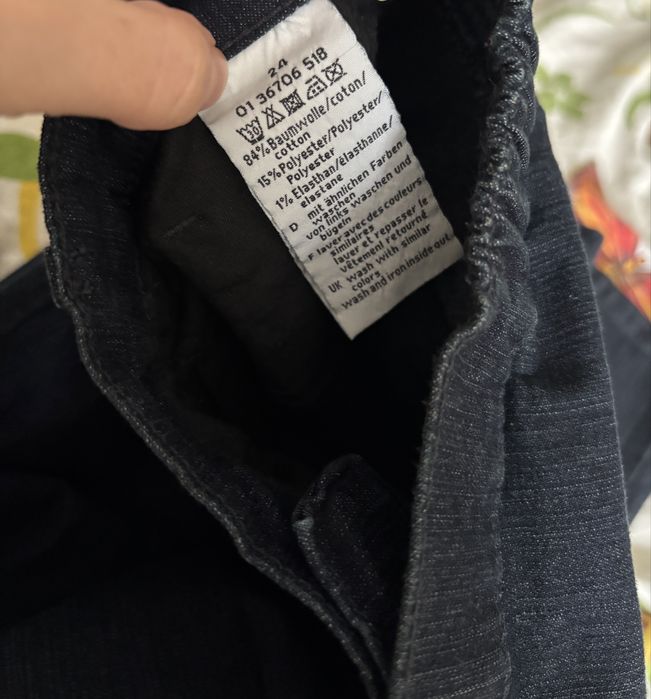 24
01 36706 518
30
84%Baumwolle/coton/
cotton
15%Polyester/Polyester/
Polyester
1% Elasthan/élasthanne/
elastane
D mit ähnlichen Farben
waschen
von links waschen und
bügeln
F laver avec des couleurs
similaires
laver et repasser le
vêtement retourné
UK wash with similar
colors
wash and iron inside out